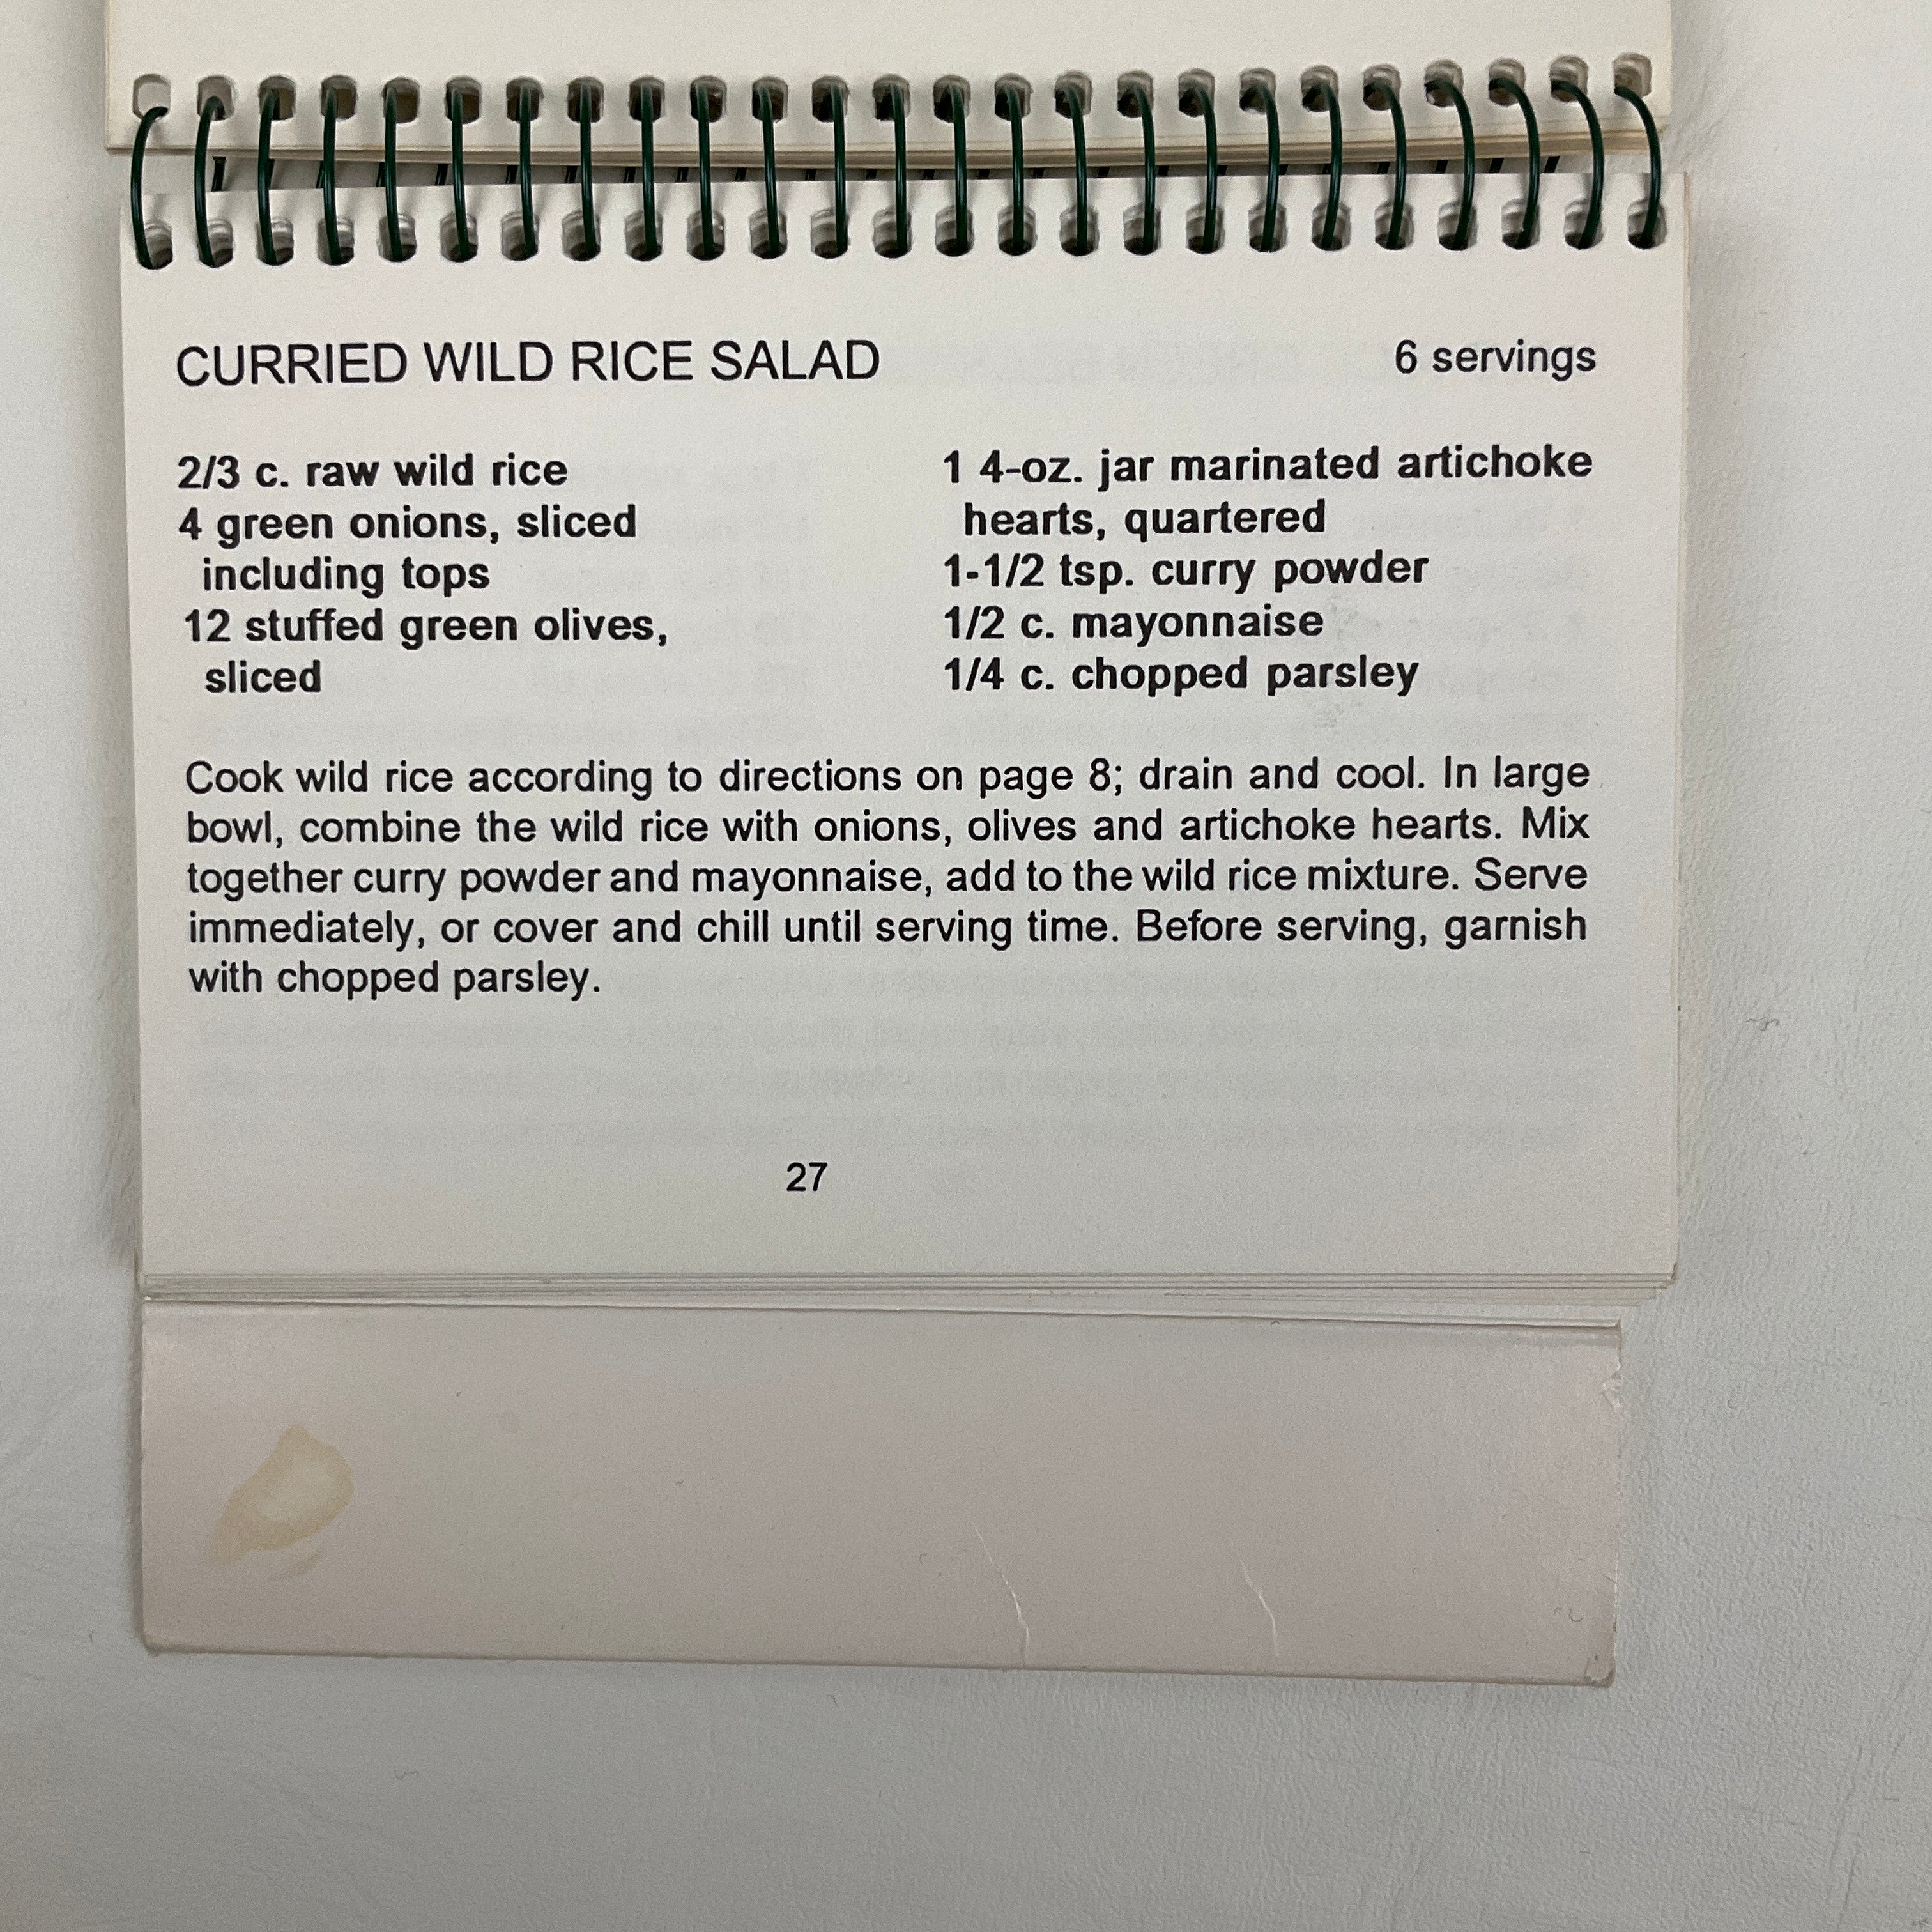 CURRIED WILD RICE SALAD 6 servings
2/3 c. raw wild rice
4 green onions, sliced
including tops
12 stuffed green olives,
sliced
1 4-oz. jar marinated artichoke
hearts, quartered
1-1/2 tsp. curry powder
1/2 c. mayonnaise
1/4 c. chopped parsley
Cook wild rice according to directions on page 8; drain and cool. In large
bowl, combine the wild rice with onions, olives and artichoke hearts. Mix
together curry powder and mayonnaise, add to the wild rice mixture. Serve
immediately, or cover and chill until serving time. Before serving, garnish
with chopped parsley.
27